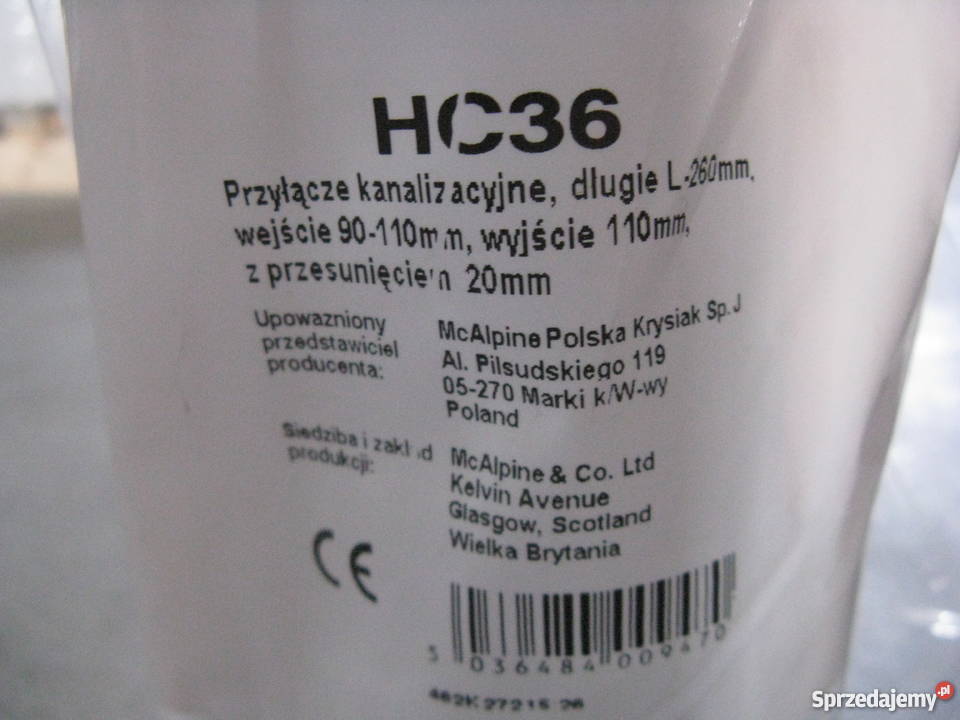 HC36
Przyłącze kanalizacyjne, długie L-260mm,
wejście 90-110mm, wyjście 110mm,
z przesunięciem 20mm
Upoważniony
przedstawiciel
producenta:
McAlpine Polska Krysiak Sp. J
Al. Pilsudskiego 119
05-270 Marki k/W-wy
Poland
Siedziba i zakład
produkcji:
McAlpine & Co. Ltd
Kelvin Avenue
Glasgow, Scotland
Wielka Brytania
CE
5 036484 009470
Sprzedajemy.pl